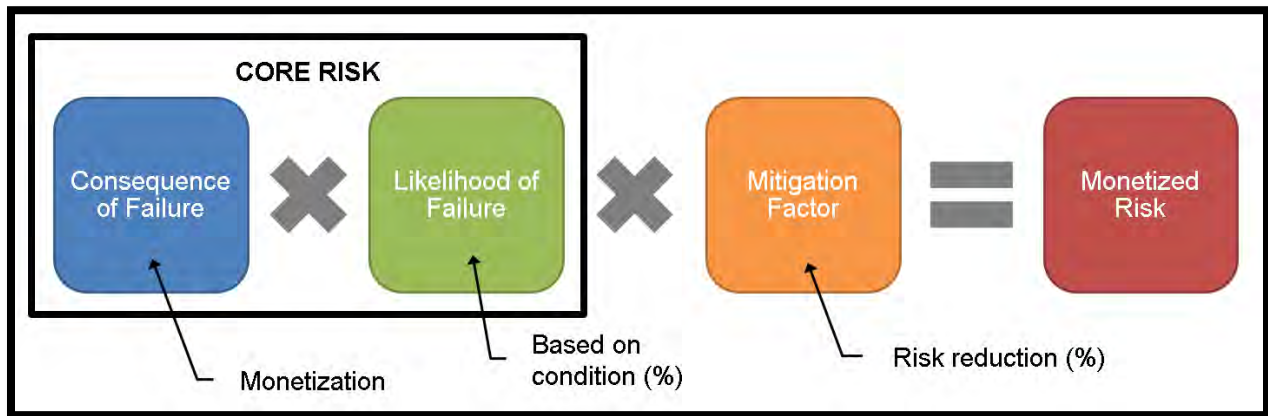 CORE RISK
Consequence
of Failure
Likelihood of
Failure
Mitigation
Factor
Monetized
Risk
Monetization
Based on
condition (%)
Risk reduction (%)